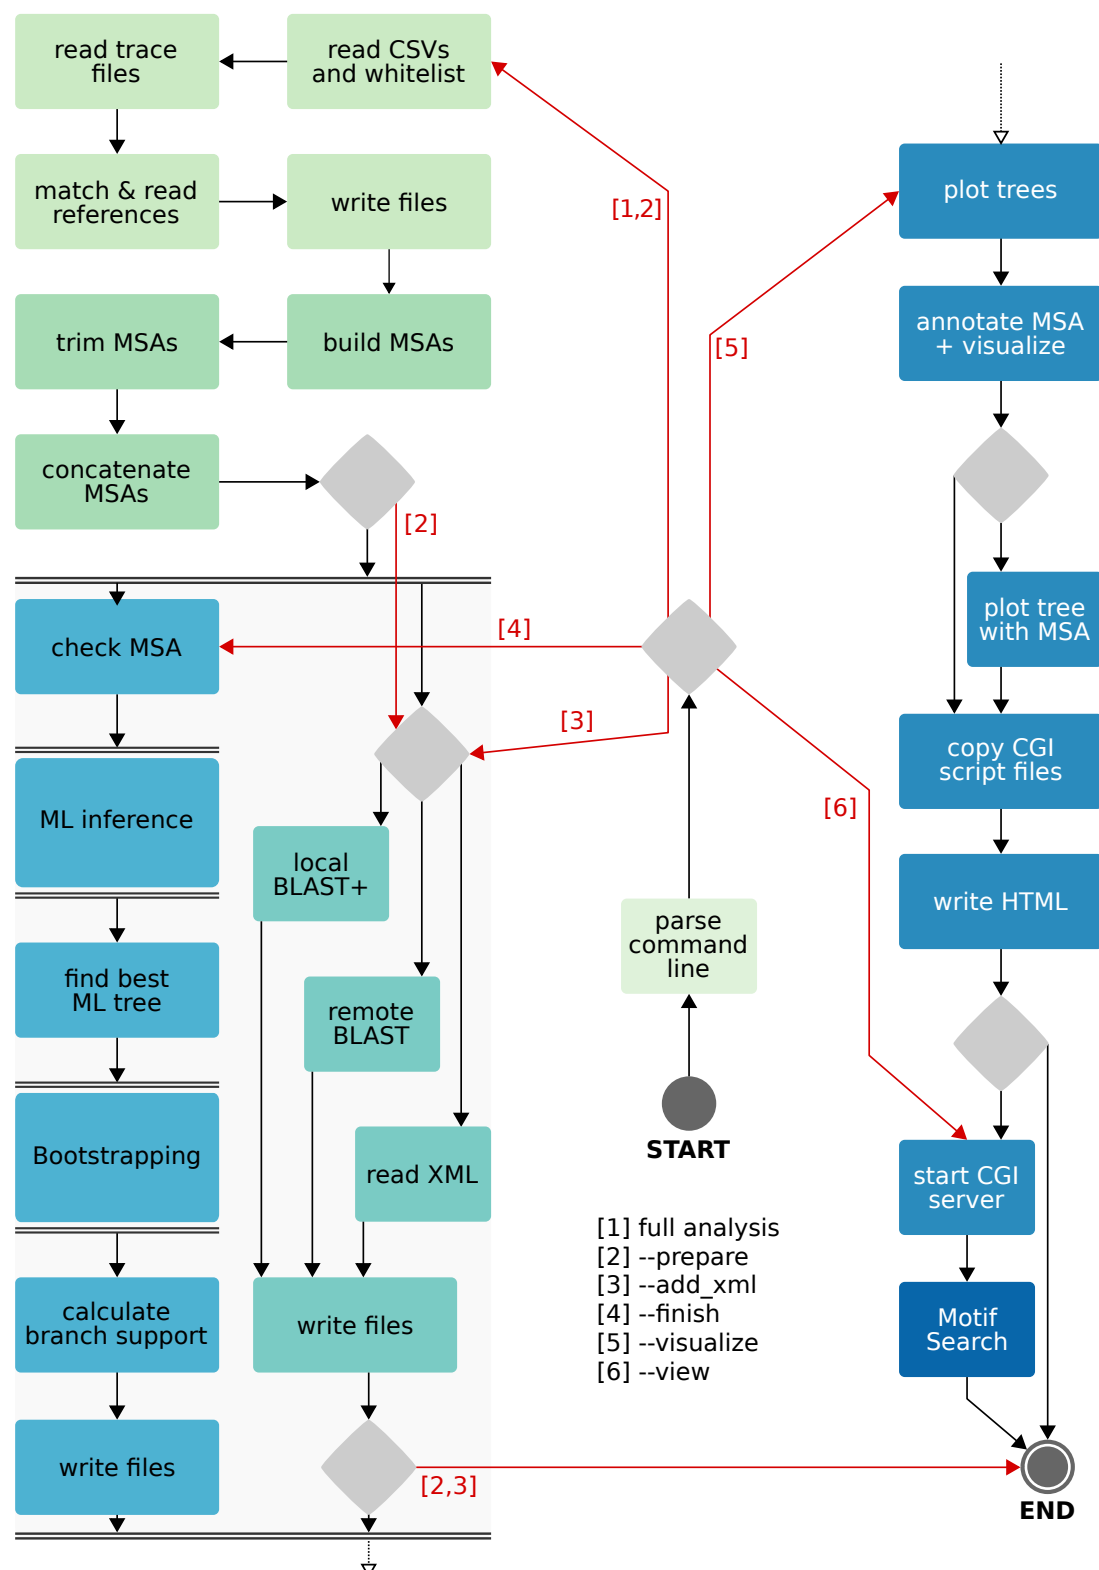 read trace
files
read CSVs
and whitelist
match & read
references
write files
[1,2]
plot trees
trim MSAs
build MSAs
[5]
annotate MSA
+ visualize
concatenate
MSAs
[2]
check MSA
[4]
plot tree
with MSA
[3]
copy CGI
script files
ML inference
[6]
local
BLAST+
parse
command
line
write HTML
find best
ML tree
remote
BLAST
START
Bootstrapping
read XML
start CGI
server
[1] full analysis
[2] --prepare
[3] --add_xml
[4] --finish
[5] --visualize
[6] --view
calculate
branch support
write files
Motif
Search
write files
[2,3]
END